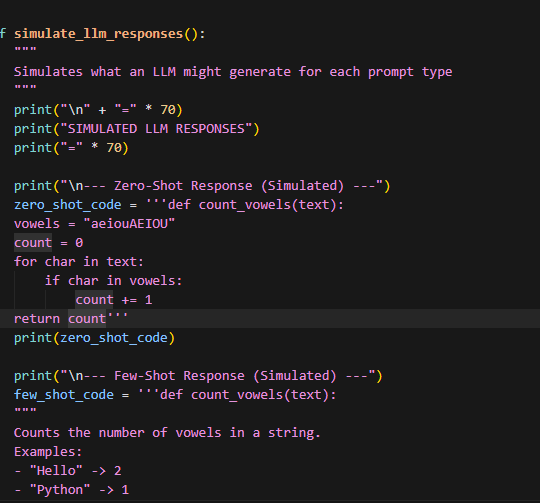 f simulate_llm_responses():
"""
Simulates what an LLM might generate for each prompt type
"""
print("\n" + "=" * 70)
print("SIMULATED LLM RESPONSES")
print("=" * 70)
print("\n--- Zero-Shot Response (Simulated) ---")
zero_shot_code = '''def count_vowels(text):
vowels = "aeiouAEIOU"
count = 0
for char in text:
if char in vowels:
count += 1
return count'''
print(zero_shot_code)
print("\n--- Few-Shot Response (Simulated) ---")
few_shot_code = '''def count_vowels(text):
"""
Counts the number of vowels in a string.
Examples:
- "Hello" -> 2
- "Python" -> 1